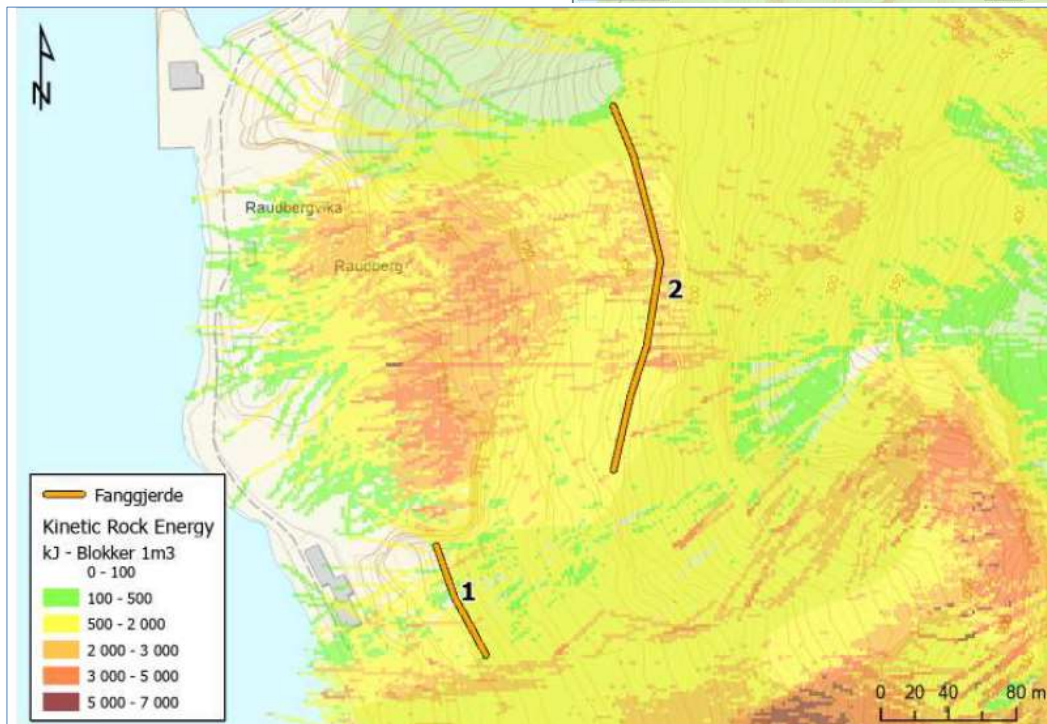 N
Raudbergvika
Raudberg
2
1
Fanggjerde
Kinetic Rock Energy
kJ - Blokker 1m3
0 - 100
100 - 500
500 - 2 000
2 000 - 3 000
3 000 - 5 000
5 000 - 7 000
0 20 40 80 m